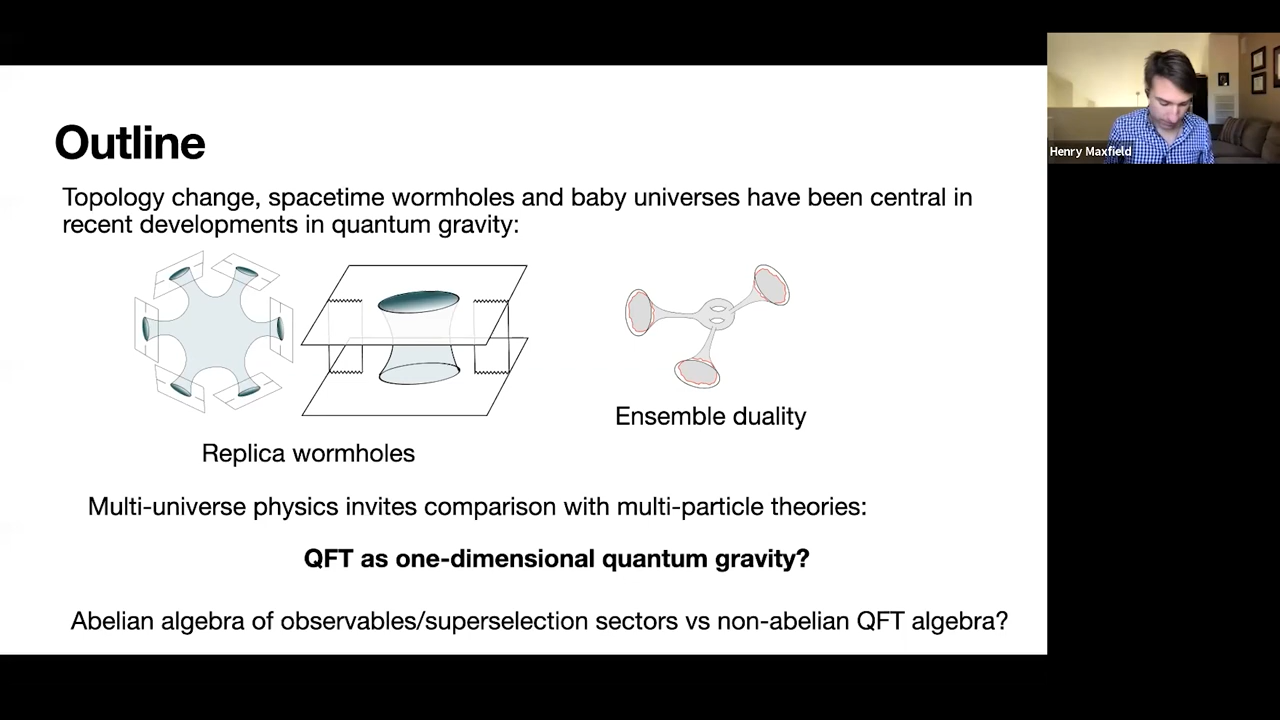 Outline
Topology change, spacetime wormholes and baby universes have been central in
recent developments in quantum gravity:
Ensemble duality
Replica wormholes
Multi-universe physics invites comparison with multi-particle theories:
QFT as one-dimensional quantum gravity?
Abelian algebra of observables/superselection sectors vs non-abelian QFT algebra?
Henry Maxfield